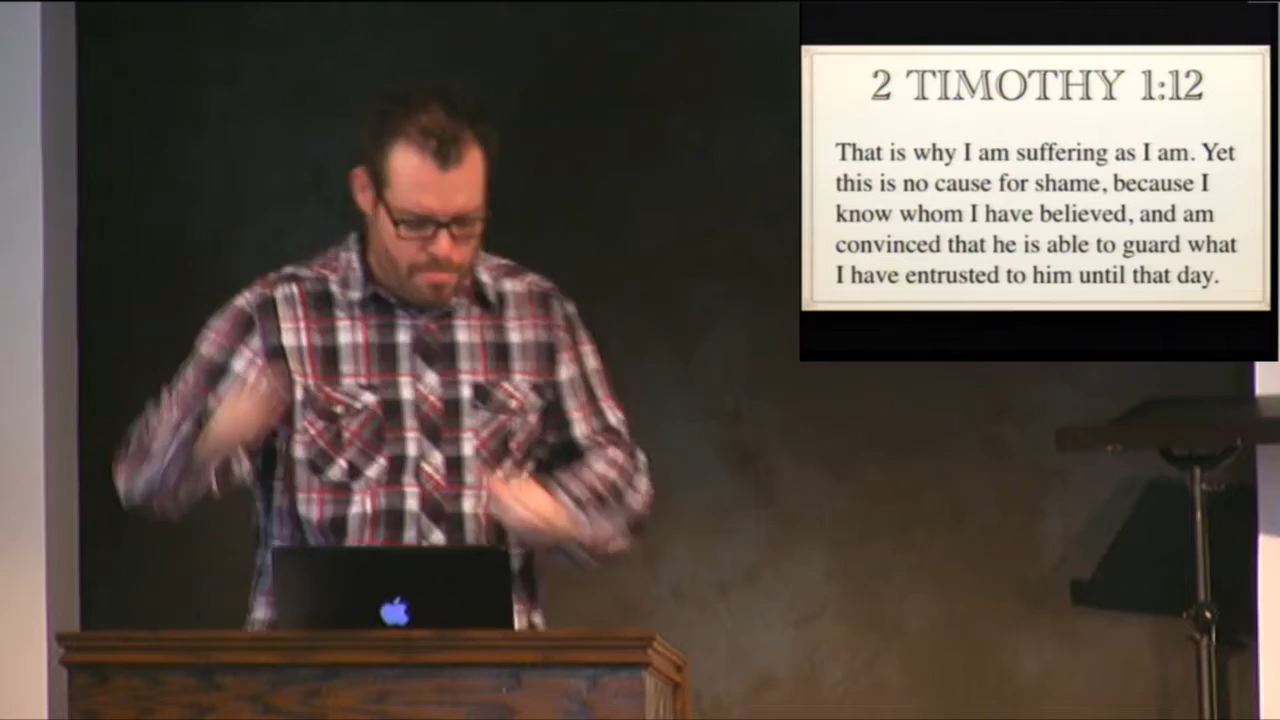 2 TIMOTHY 1:12
That is why I am suffering as I am. Yet
this is no cause for shame, because I
know whom I have believed, and am
convinced that he is able to guard what
I have entrusted to him until that day.